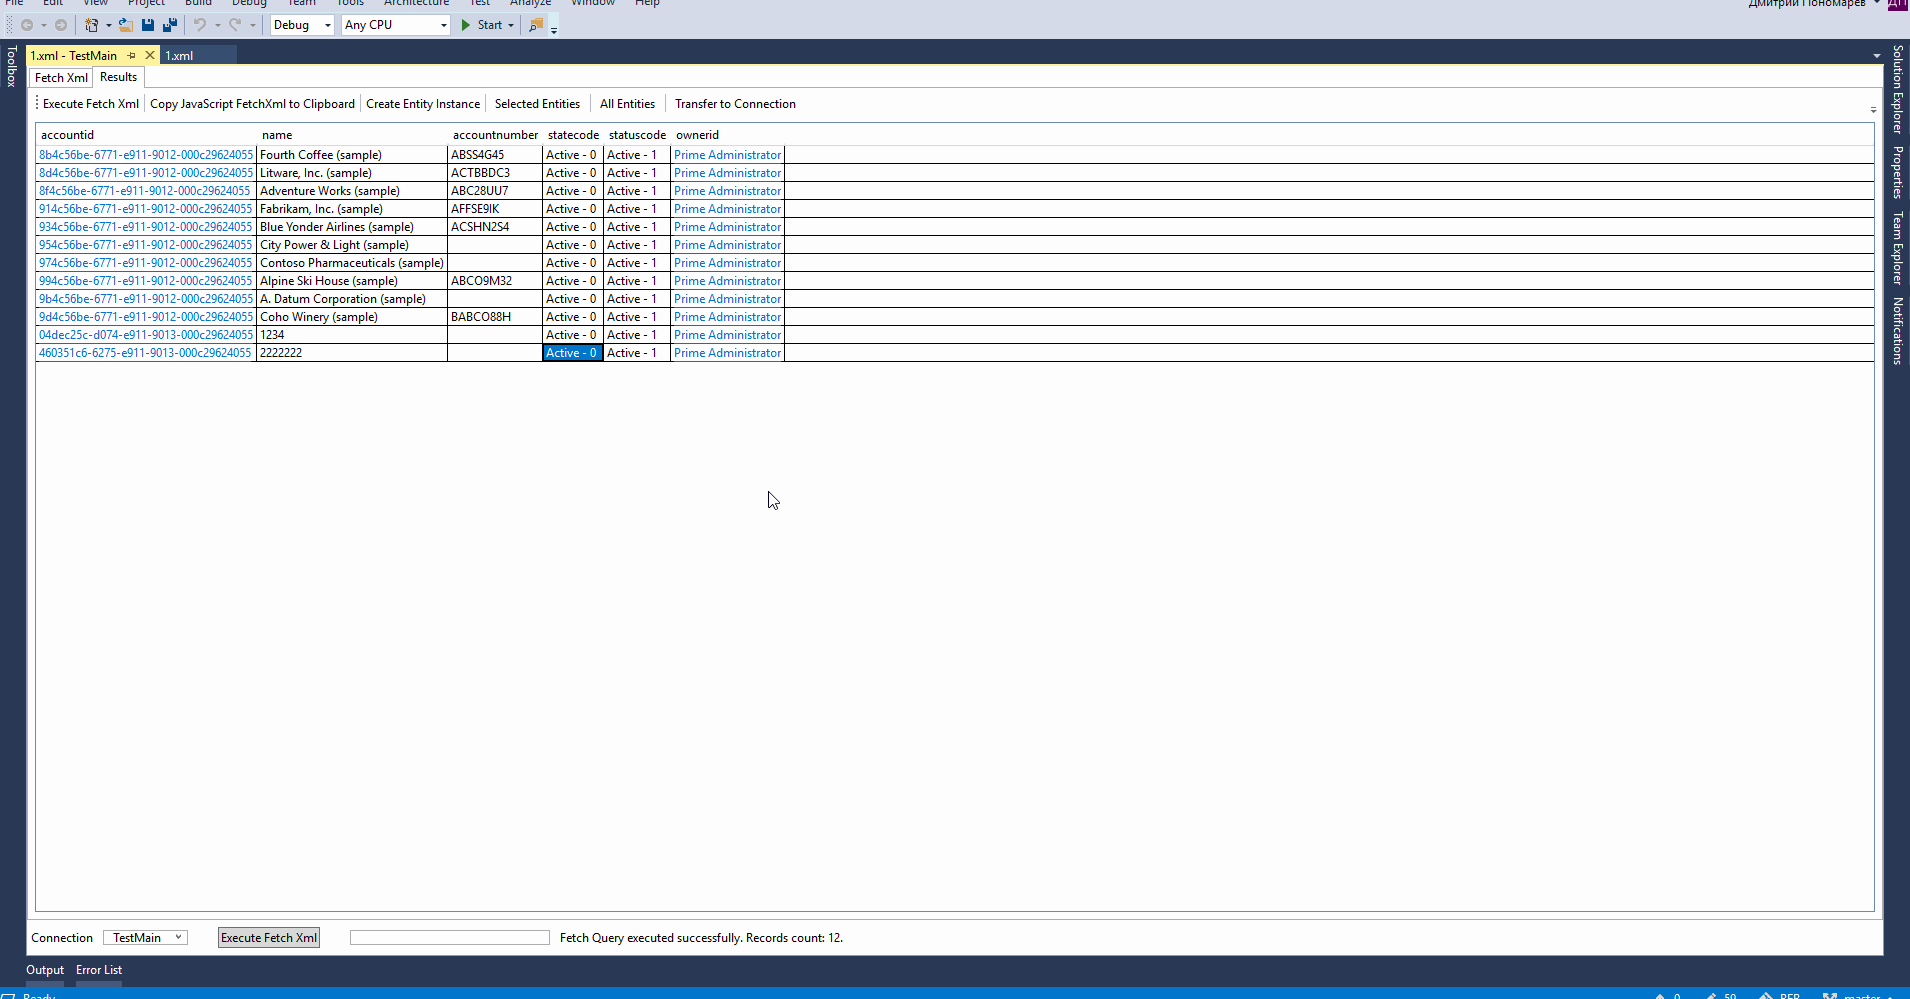 File Edit View Project Build Debug Team Tools Architecture Test Analyze Window Help Дмитрий Пономарев ДП
Debug Any CPU Start
Toolbox
1.xml - TestMain 1.xml
Fetch Xml Results
Execute Fetch Xml Copy JavaScript FetchXml to Clipboard Create Entity Instance Selected Entities All Entities Transfer to Connection
accountid name accountnumber statecode statuscode ownerid
8b4c56be-6771-e911-9012-000c29624055 Fourth Coffee (sample) ABSS4G45 Active - 0 Active - 1 Prime Administrator
8d4c56be-6771-e911-9012-000c29624055 Litware, Inc. (sample) ACTBBDC3 Active - 0 Active - 1 Prime Administrator
8f4c56be-6771-e911-9012-000c29624055 Adventure Works (sample) ABC28UU7 Active - 0 Active - 1 Prime Administrator
914c56be-6771-e911-9012-000c29624055 Fabrikam, Inc. (sample) AFFSE9IK Active - 0 Active - 1 Prime Administrator
934c56be-6771-e911-9012-000c29624055 Blue Yonder Airlines (sample) ACSHN2S4 Active - 0 Active - 1 Prime Administrator
954c56be-6771-e911-9012-000c29624055 City Power & Light (sample) Active - 0 Active - 1 Prime Administrator
974c56be-6771-e911-9012-000c29624055 Contoso Pharmaceuticals (sample) Active - 0 Active - 1 Prime Administrator
994c56be-6771-e911-9012-000c29624055 Alpine Ski House (sample) ABCO9M32 Active - 0 Active - 1 Prime Administrator
9b4c56be-6771-e911-9012-000c29624055 A. Datum Corporation (sample) Active - 0 Active - 1 Prime Administrator
9d4c56be-6771-e911-9012-000c29624055 Coho Winery (sample) BABCO88H Active - 0 Active - 1 Prime Administrator
04dec25c-d074-e911-9013-000c29624055 1234 Active - 0 Active - 1 Prime Administrator
460351c6-6275-e911-9013-000c29624055 2222222 Active - 0 Active - 1 Prime Administrator
Solution Explorer
Properties
Team Explorer
Notifications
Connection TestMain Execute Fetch Xml Fetch Query executed successfully. Records count: 12.
Output Error List
Ready 0 59 master